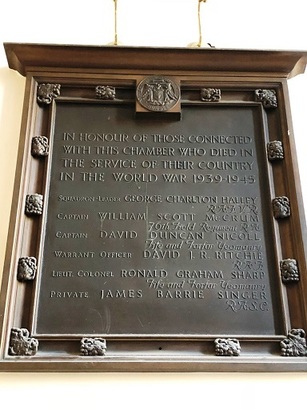 IN HONOUR OF THOSE CONNECTED
WITH THIS CHAMBER WHO DIED IN
THE SERVICE OF THEIR COUNTRY
IN THE WORLD WAR 1939-1945
SQUADRON LEADER GEORGE CHARLTON HALLEY
CAPTAIN WILLIAM SCOTT McCRUM
76th Field Regiment R.A.
CAPTAIN DAVID DUNCAN NICOLL
Fife and Forfar Yeomanry
WARRANT OFFICER DAVID J.R. RITCHIE
R.A.F.
LIEUT. COLONEL RONALD GRAHAM SHARP
Fife and Forfar Yeomanry
PRIVATE JAMES BARRIE SINGER
R.A.S.C.